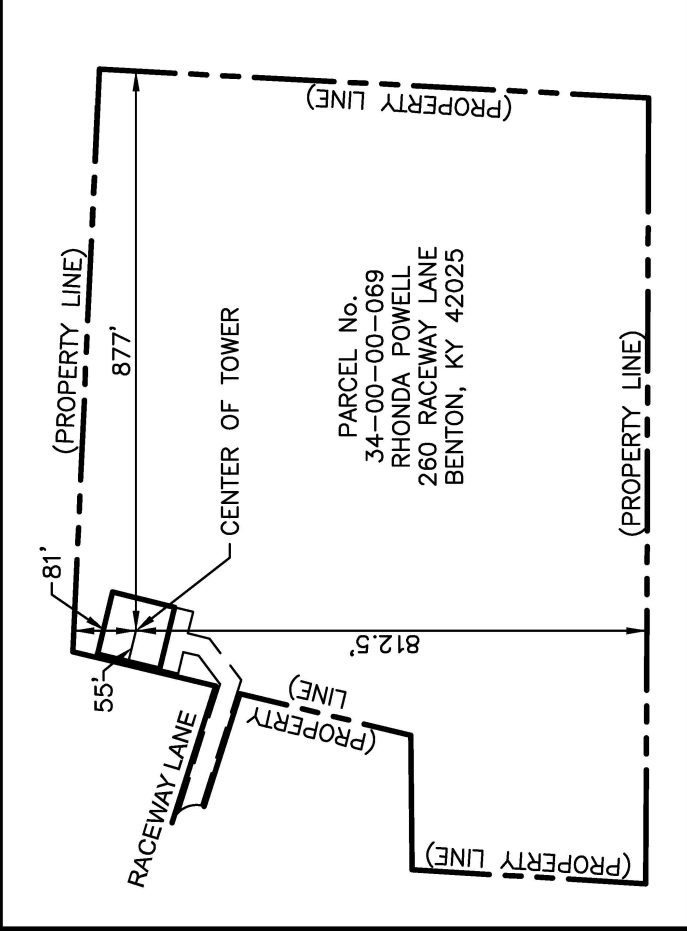 (PROPERTY LINE)
877'
(PROPERTY LINE)
81'
CENTER OF TOWER
PARCEL No.
34-00-00-069
RHONDA POWELL
260 RACEWAY LANE
BENTON, KY 42025
55'
812.5'
RACEWAY LANE
(PROPERTY
LINE)
(PROPERTY LINE)
(PROPERTY LINE)